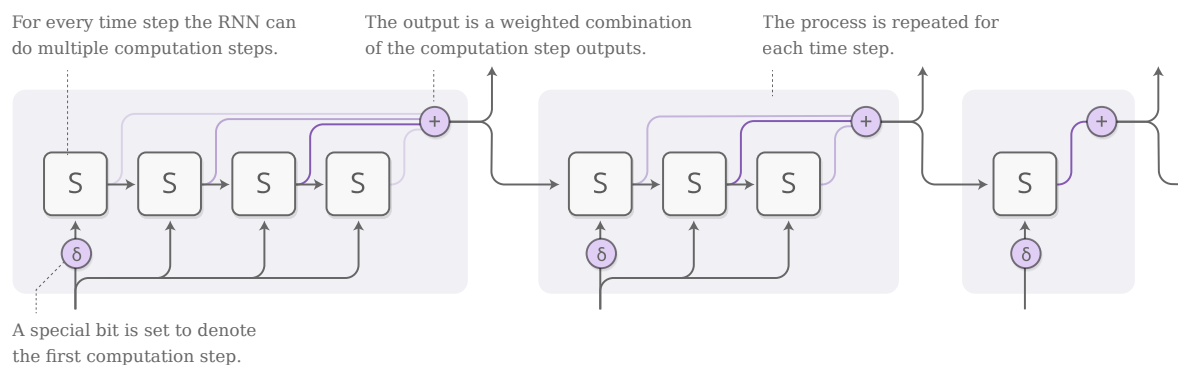 For every time step the RNN can
do multiple computation steps.
The output is a weighted combination
of the computation step outputs.
The process is repeated for
each time step.
+
+
+
S S S S
S S S
S
δ
δ
δ
A special bit is set to denote
the first computation step.